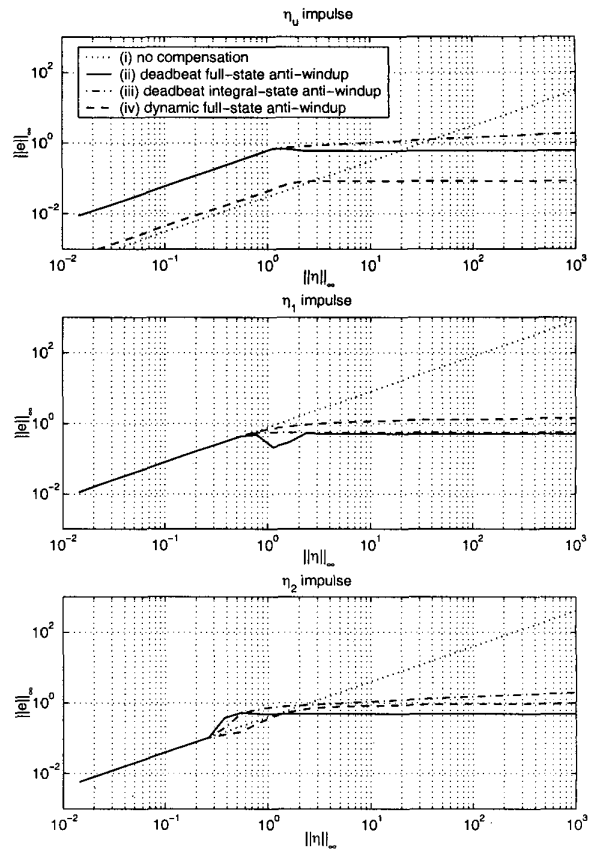 η_u impulse
(i) no compensation
(ii) deadbeat full-state anti-windup
(iii) deadbeat integral-state anti-windup
(iv) dynamic full-state anti-windup
10^2
10^0
10^-2
||e||_∞
10^-2 10^-1 10^0 10^1 10^2 10^3
||η||_∞
η_1 impulse
10^2
10^0
10^-2
||e||_∞
10^-2 10^-1 10^0 10^1 10^2 10^3
||η||_∞
η_2 impulse
10^2
10^0
10^-2
||e||_∞
10^-2 10^-1 10^0 10^1 10^2 10^3
||η||_∞